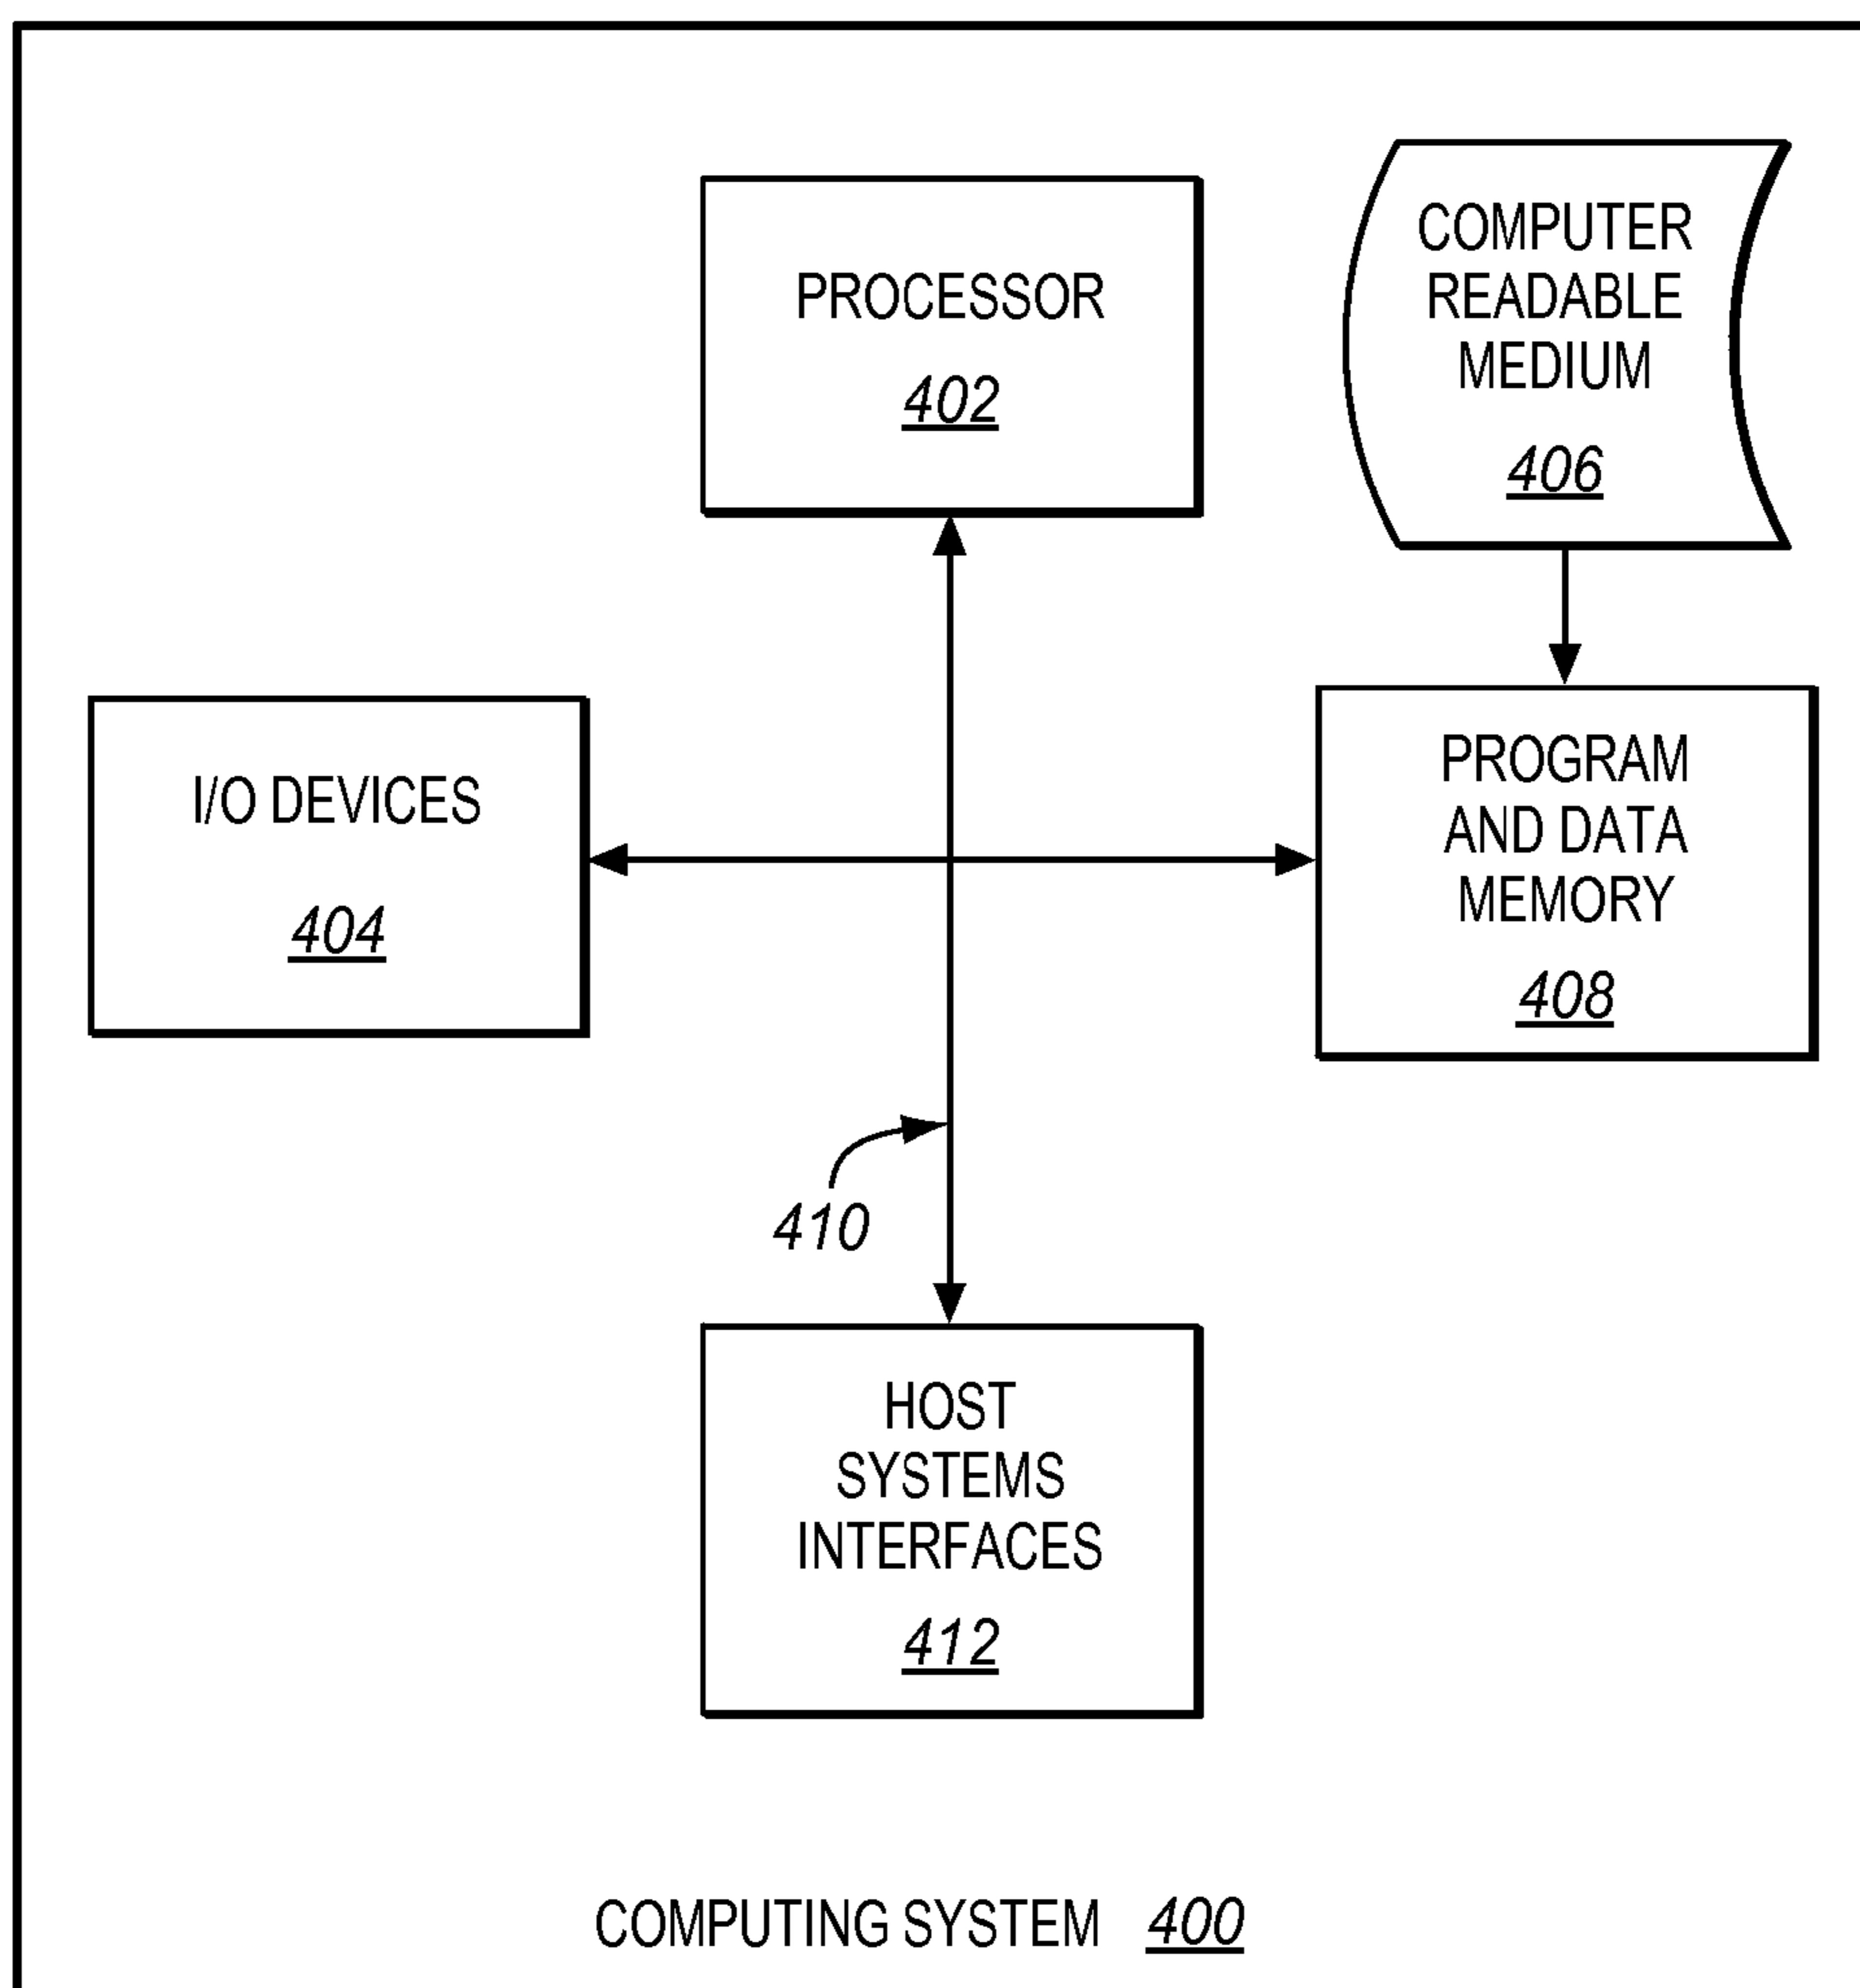 PROCESSOR
402
COMPUTER
READABLE
MEDIUM
406
I/O DEVICES
404
PROGRAM
AND DATA
MEMORY
408
410
HOST
SYSTEMS
INTERFACES
412
COMPUTING SYSTEM 400